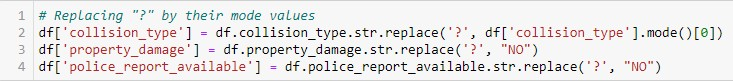 1 # Replacing "?" by their mode values
2 df['collision_type'] = df.collision_type.str.replace('?', df['collision_type'].mode()[0])
3 df['property_damage'] = df.property_damage.str.replace('?', "NO")
4 df['police_report_available'] = df.police_report_available.str.replace('?', "NO")